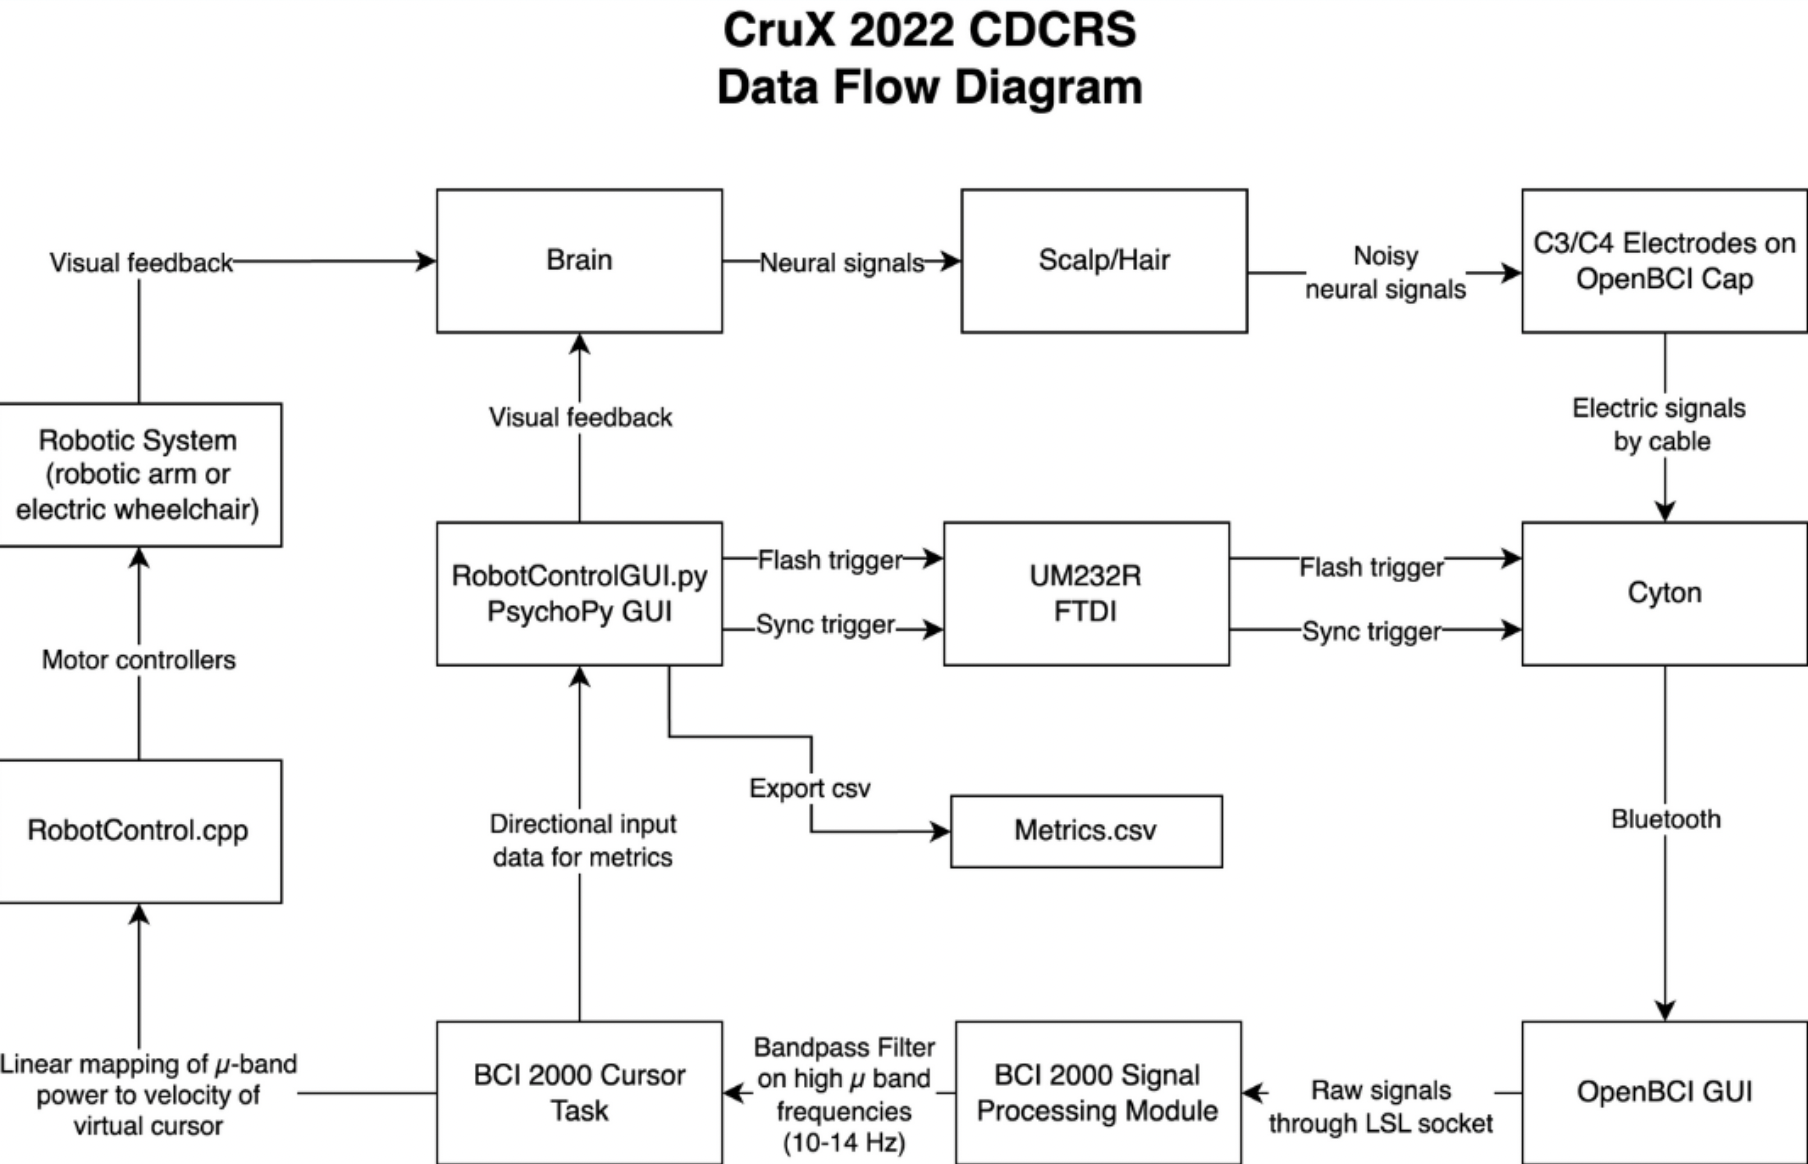 CruX 2022 CDCRS
Data Flow Diagram
Visual feedback
Brain
Neural signals
Scalp/Hair
Noisy
neural signals
C3/C4 Electrodes on
OpenBCI Cap
Robotic System
(robotic arm or
electric wheelchair)
Visual feedback
Electric signals
by cable
RobotControlGUI.py
PsychoPy GUI
Flash trigger
Sync trigger
UM232R
FTDI
Flash trigger
Sync trigger
Cyton
Motor controllers
Export csv
Metrics.csv
Bluetooth
RobotControl.cpp
Directional input
data for metrics
Linear mapping of μ-band
power to velocity of
virtual cursor
BCI 2000 Cursor
Task
Bandpass Filter
on high μ band
frequencies
(10-14 Hz)
BCI 2000 Signal
Processing Module
Raw signals
through LSL socket
OpenBCI GUI